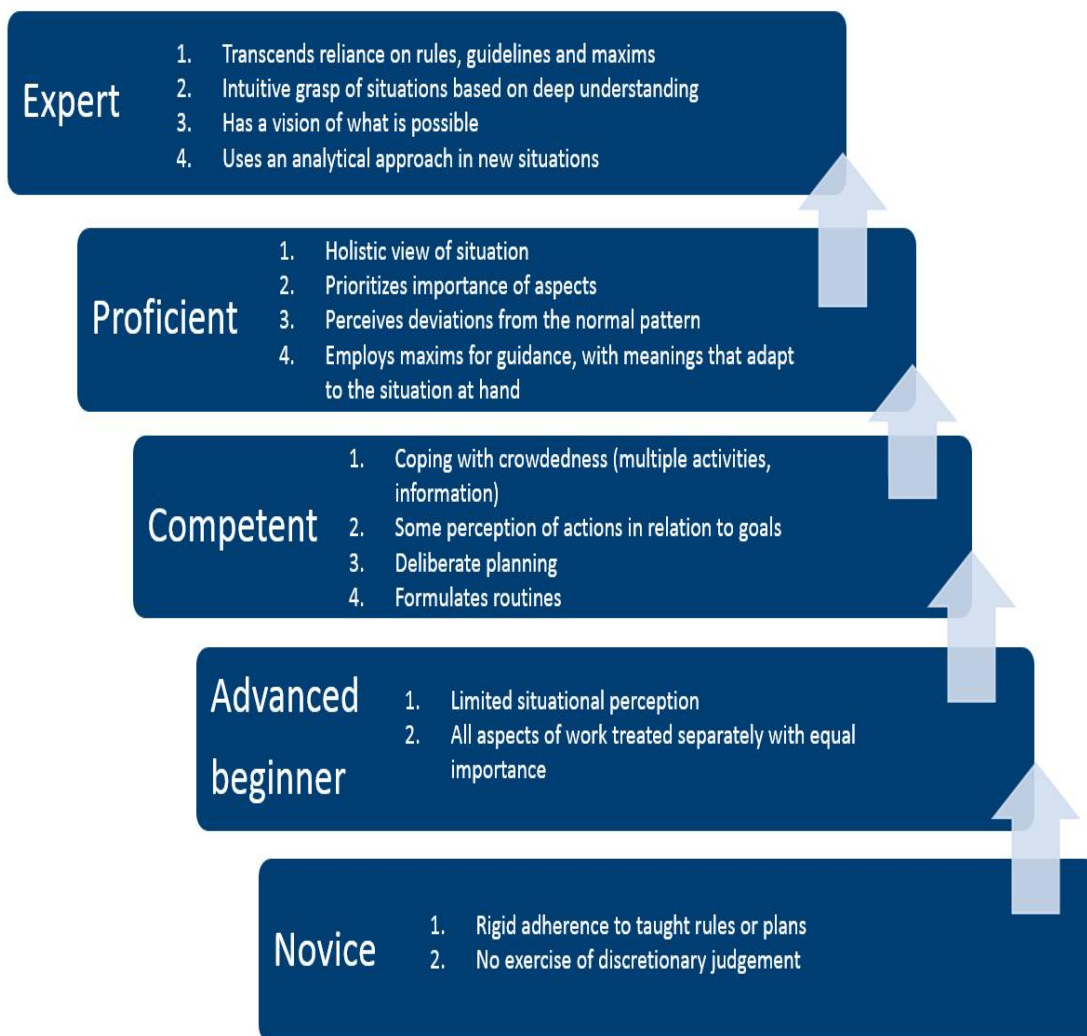 Expert
1. Transcends reliance on rules, guidelines and maxims
2. Intuitive grasp of situations based on deep understanding
3. Has a vision of what is possible
4. Uses an analytical approach in new situations
Proficient
1. Holistic view of situation
2. Prioritizes importance of aspects
3. Perceives deviations from the normal pattern
4. Employs maxims for guidance, with meanings that adapt
to the situation at hand
Competent
1. Coping with crowdedness (multiple activities,
information)
2. Some perception of actions in relation to goals
3. Deliberate planning
4. Formulates routines
Advanced
beginner
1. Limited situational perception
2. All aspects of work treated separately with equal
importance
Novice
1. Rigid adherence to taught rules or plans
2. No exercise of discretionary judgement